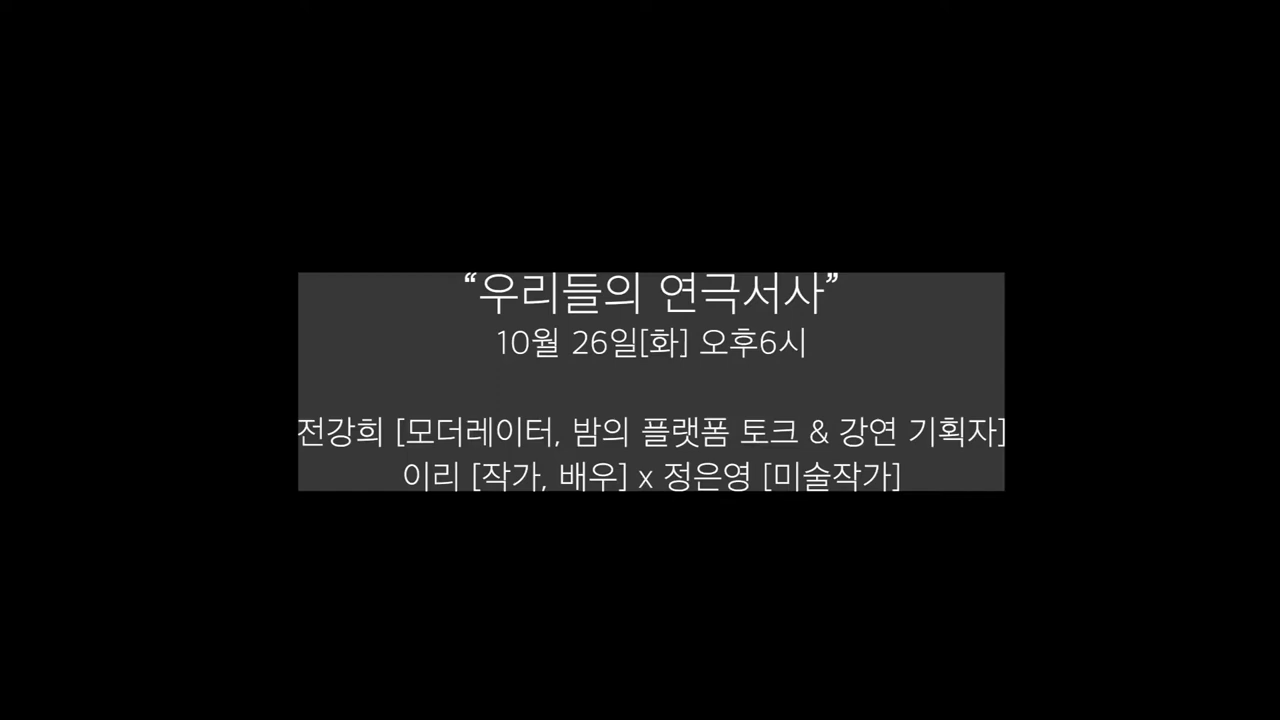 “우리들의 연극서사”
10월 26일[화] 오후6시
전강희 [모더레이터, 밤의 플랫폼 토크 & 강연 기획자]
이리 [작가, 배우] x 정은영 [미술작가]